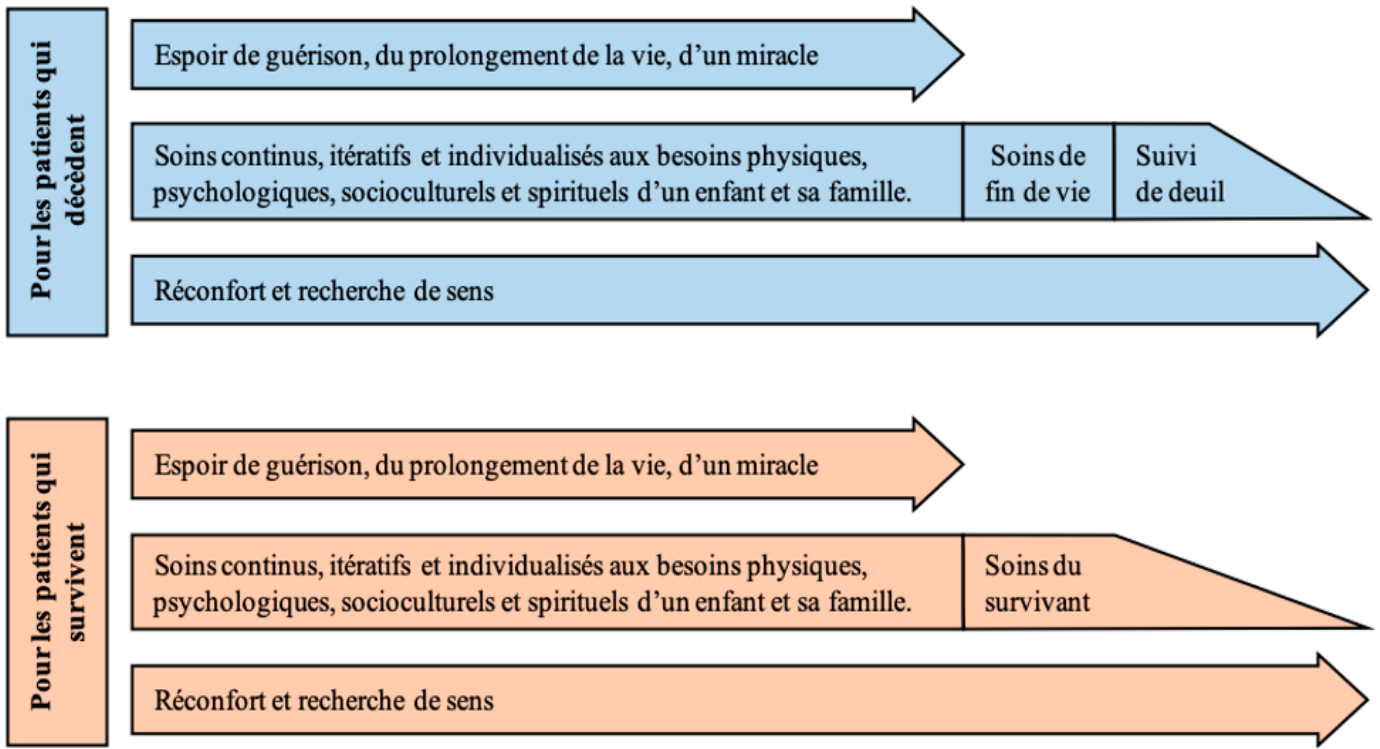 Pour les patients qui
décèdent
Espoir de guérison, du prolongement de la vie, d’un miracle
Soins continus, itératifs et individualisés aux besoins physiques,
psychologiques, socioculturels et spirituels d’un enfant et sa famille.
Soins de
fin de vie
Suivi
de deuil
Réconfort et recherche de sens
Pour les patients qui
survivent
Espoir de guérison, du prolongement de la vie, d’un miracle
Soins continus, itératifs et individualisés aux besoins physiques,
psychologiques, socioculturels et spirituels d’un enfant et sa famille.
Soins du
survivant
Réconfort et recherche de sens